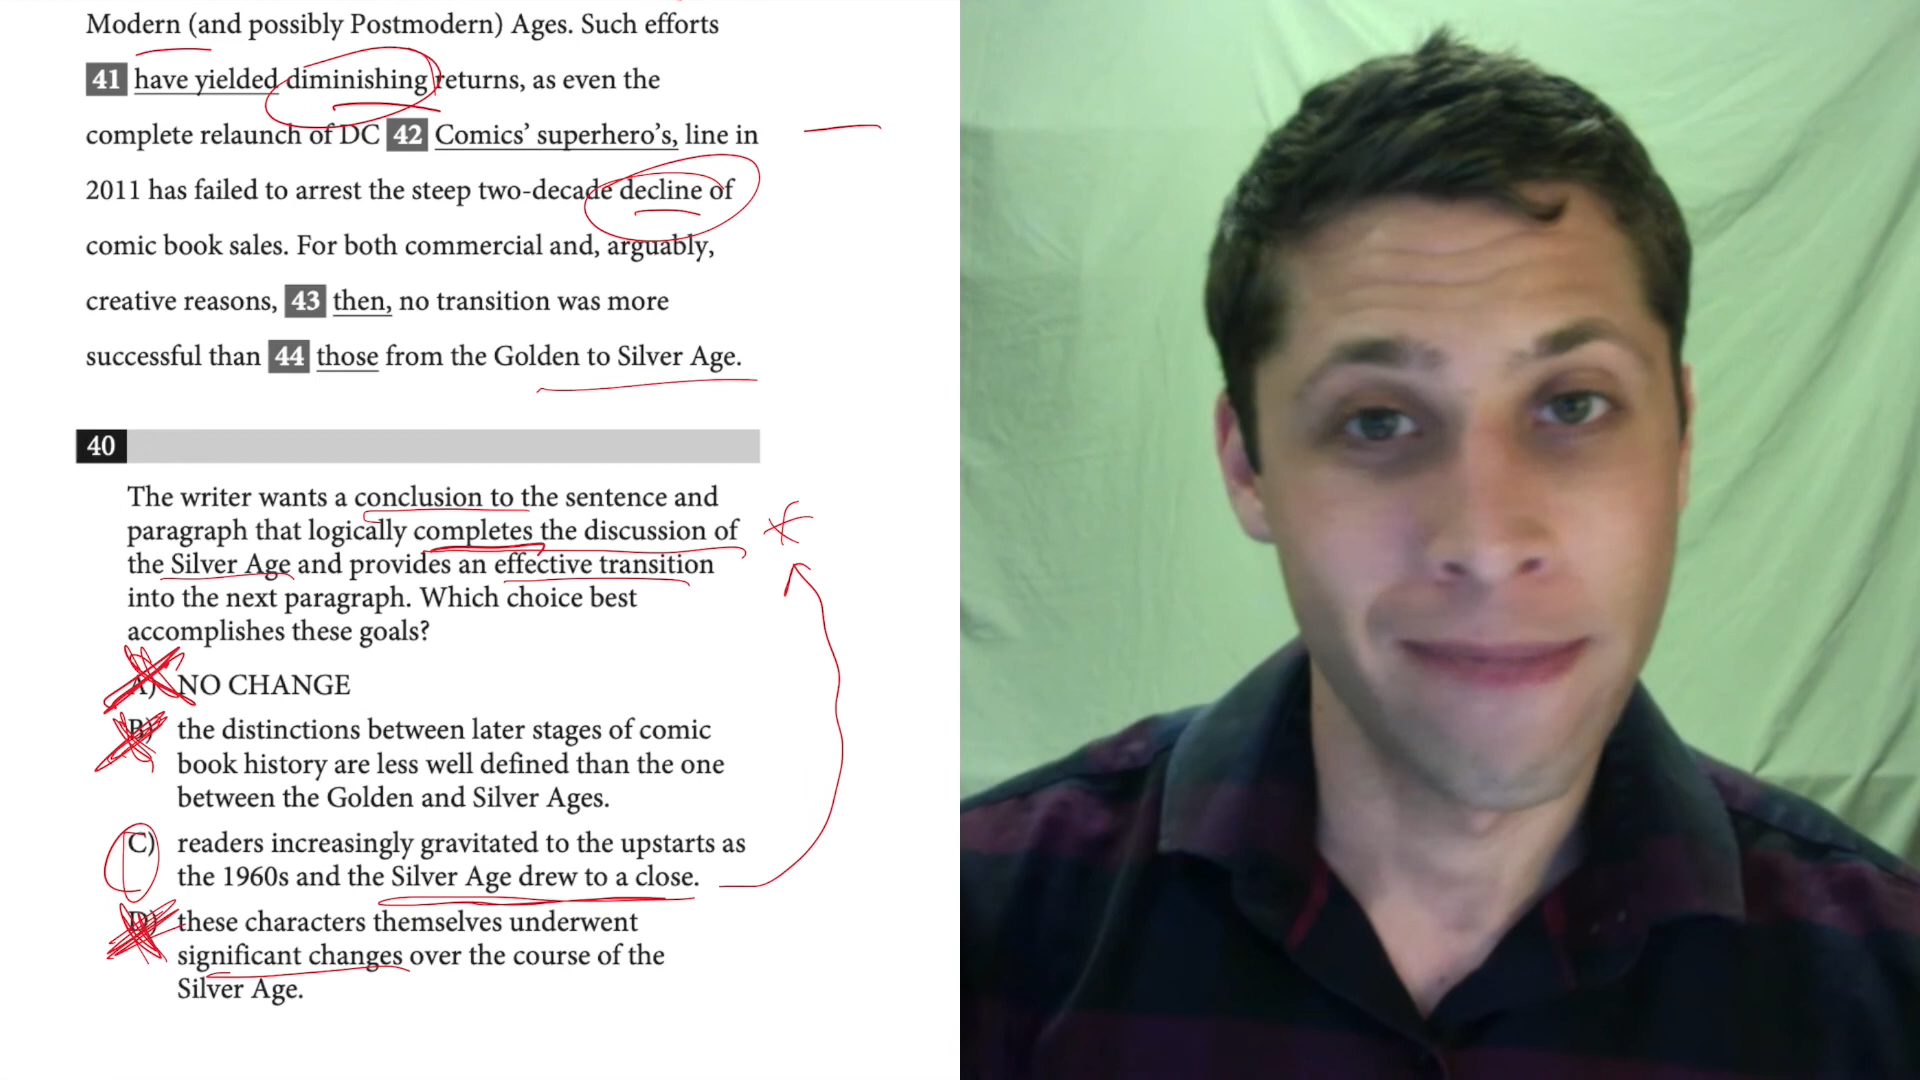 Modern (and possibly Postmodern) Ages. Such efforts
41 have yielded diminishing returns, as even the
complete relaunch of DC 42 Comics’ superhero’s, line in
2011 has failed to arrest the steep two-decade decline of
comic book sales. For both commercial and, arguably,
creative reasons, 43 then, no transition was more
successful than 44 those from the Golden to Silver Age.
40
The writer wants a conclusion to the sentence and
paragraph that logically completes the discussion of
the Silver Age and provides an effective transition
into the next paragraph. Which choice best
accomplishes these goals?
A) NO CHANGE
B) the distinctions between later stages of comic
book history are less well defined than the one
between the Golden and Silver Ages.
C) readers increasingly gravitated to the upstarts as
the 1960s and the Silver Age drew to a close.
D) these characters themselves underwent
significant changes over the course of the
Silver Age.